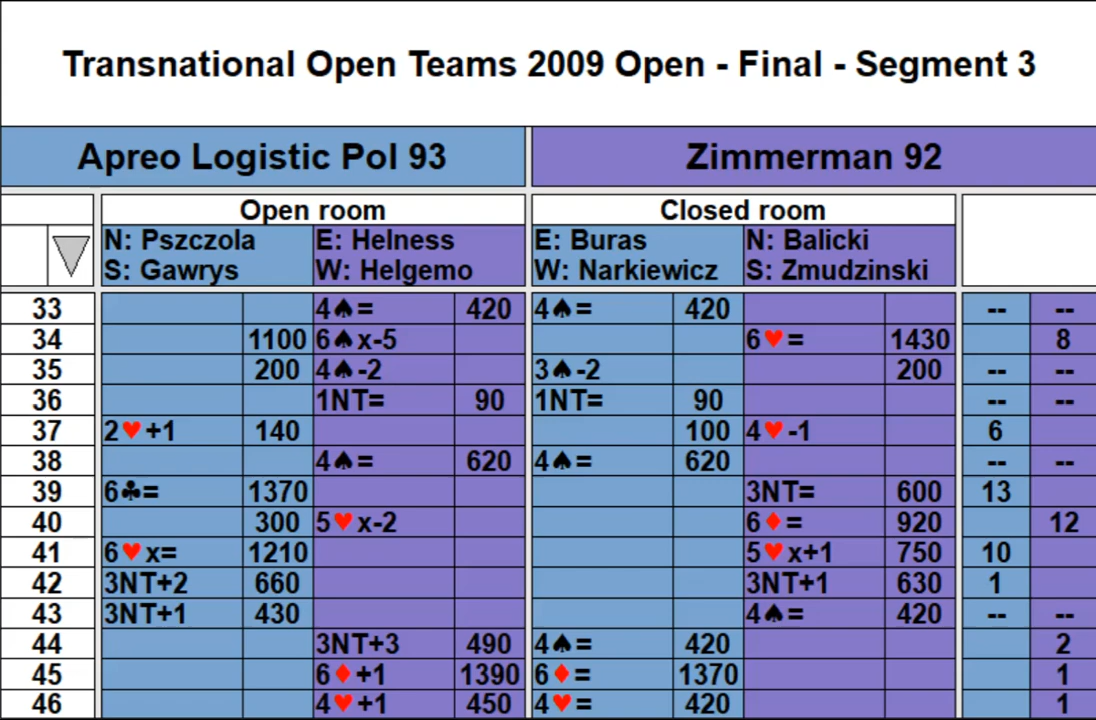 Transnational Open Teams 2009 Open - Final - Segment 3
Apreo Logistic Pol 93 Zimmerman 92
Open room Closed room
N: Pszczola E: Helness E: Buras N: Balicki
S: Gawrys W: Helgemo W: Narkiewicz S: Zmudzinski
33 4♠= 420 4♠= 420 -- --
34 1100 6♠x-5 6♥= 1430 8
35 200 4♠-2 3♠-2 200 -- --
36 1NT= 90 1NT= 90 -- --
37 2♥+1 140 100 4♥-1 6
38 4♠= 620 4♠= 620 -- --
39 6♣= 1370 3NT= 600 13
40 300 5♥x-2 6♦= 920 12
41 6♥x= 1210 5♥x+1 750 10
42 3NT+2 660 3NT+1 630 1
43 3NT+1 430 4♠= 420 -- --
44 3NT+3 490 4♠= 420 2
45 6♦+1 1390 6♦= 1370 1
46 4♥+1 450 4♥= 420 1